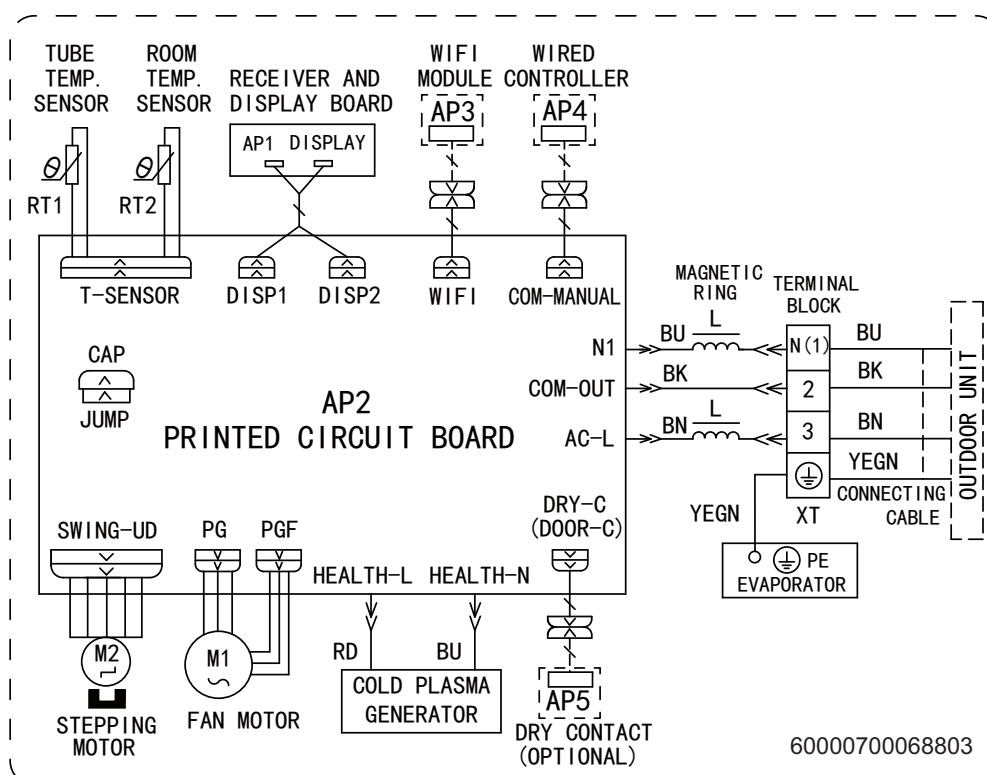 TUBE
TEMP.
SENSOR
ROOM
TEMP.
SENSOR
RECEIVER AND
DISPLAY BOARD
WIFI
MODULE
WIRED
CONTROLLER
AP1 DISPLAY
AP3
AP4
θ
RT1
θ
RT2
T-SENSOR
DISP1
DISP2
WIFI
COM-MANUAL
MAGNETIC
RING
TERMINAL
BLOCK
CAP
JUMP
AP2
PRINTED CIRCUIT BOARD
N1
BU
L
N(1)
BU
COM-OUT
BK
2
BK
AC-L
BN
L
3
BN
YEGN
OUTDOOR UNIT
CONNECTING
CABLE
XT
YEGN
PE
EVAPORATOR
SWING-UD
PG
PGF
HEALTH-L
HEALTH-N
DRY-C
(DOOR-C)
M2
STEPPING
MOTOR
M1
FAN MOTOR
RD
BU
COLD PLASMA
GENERATOR
AP5
DRY CONTACT
(OPTIONAL)
60000700068803